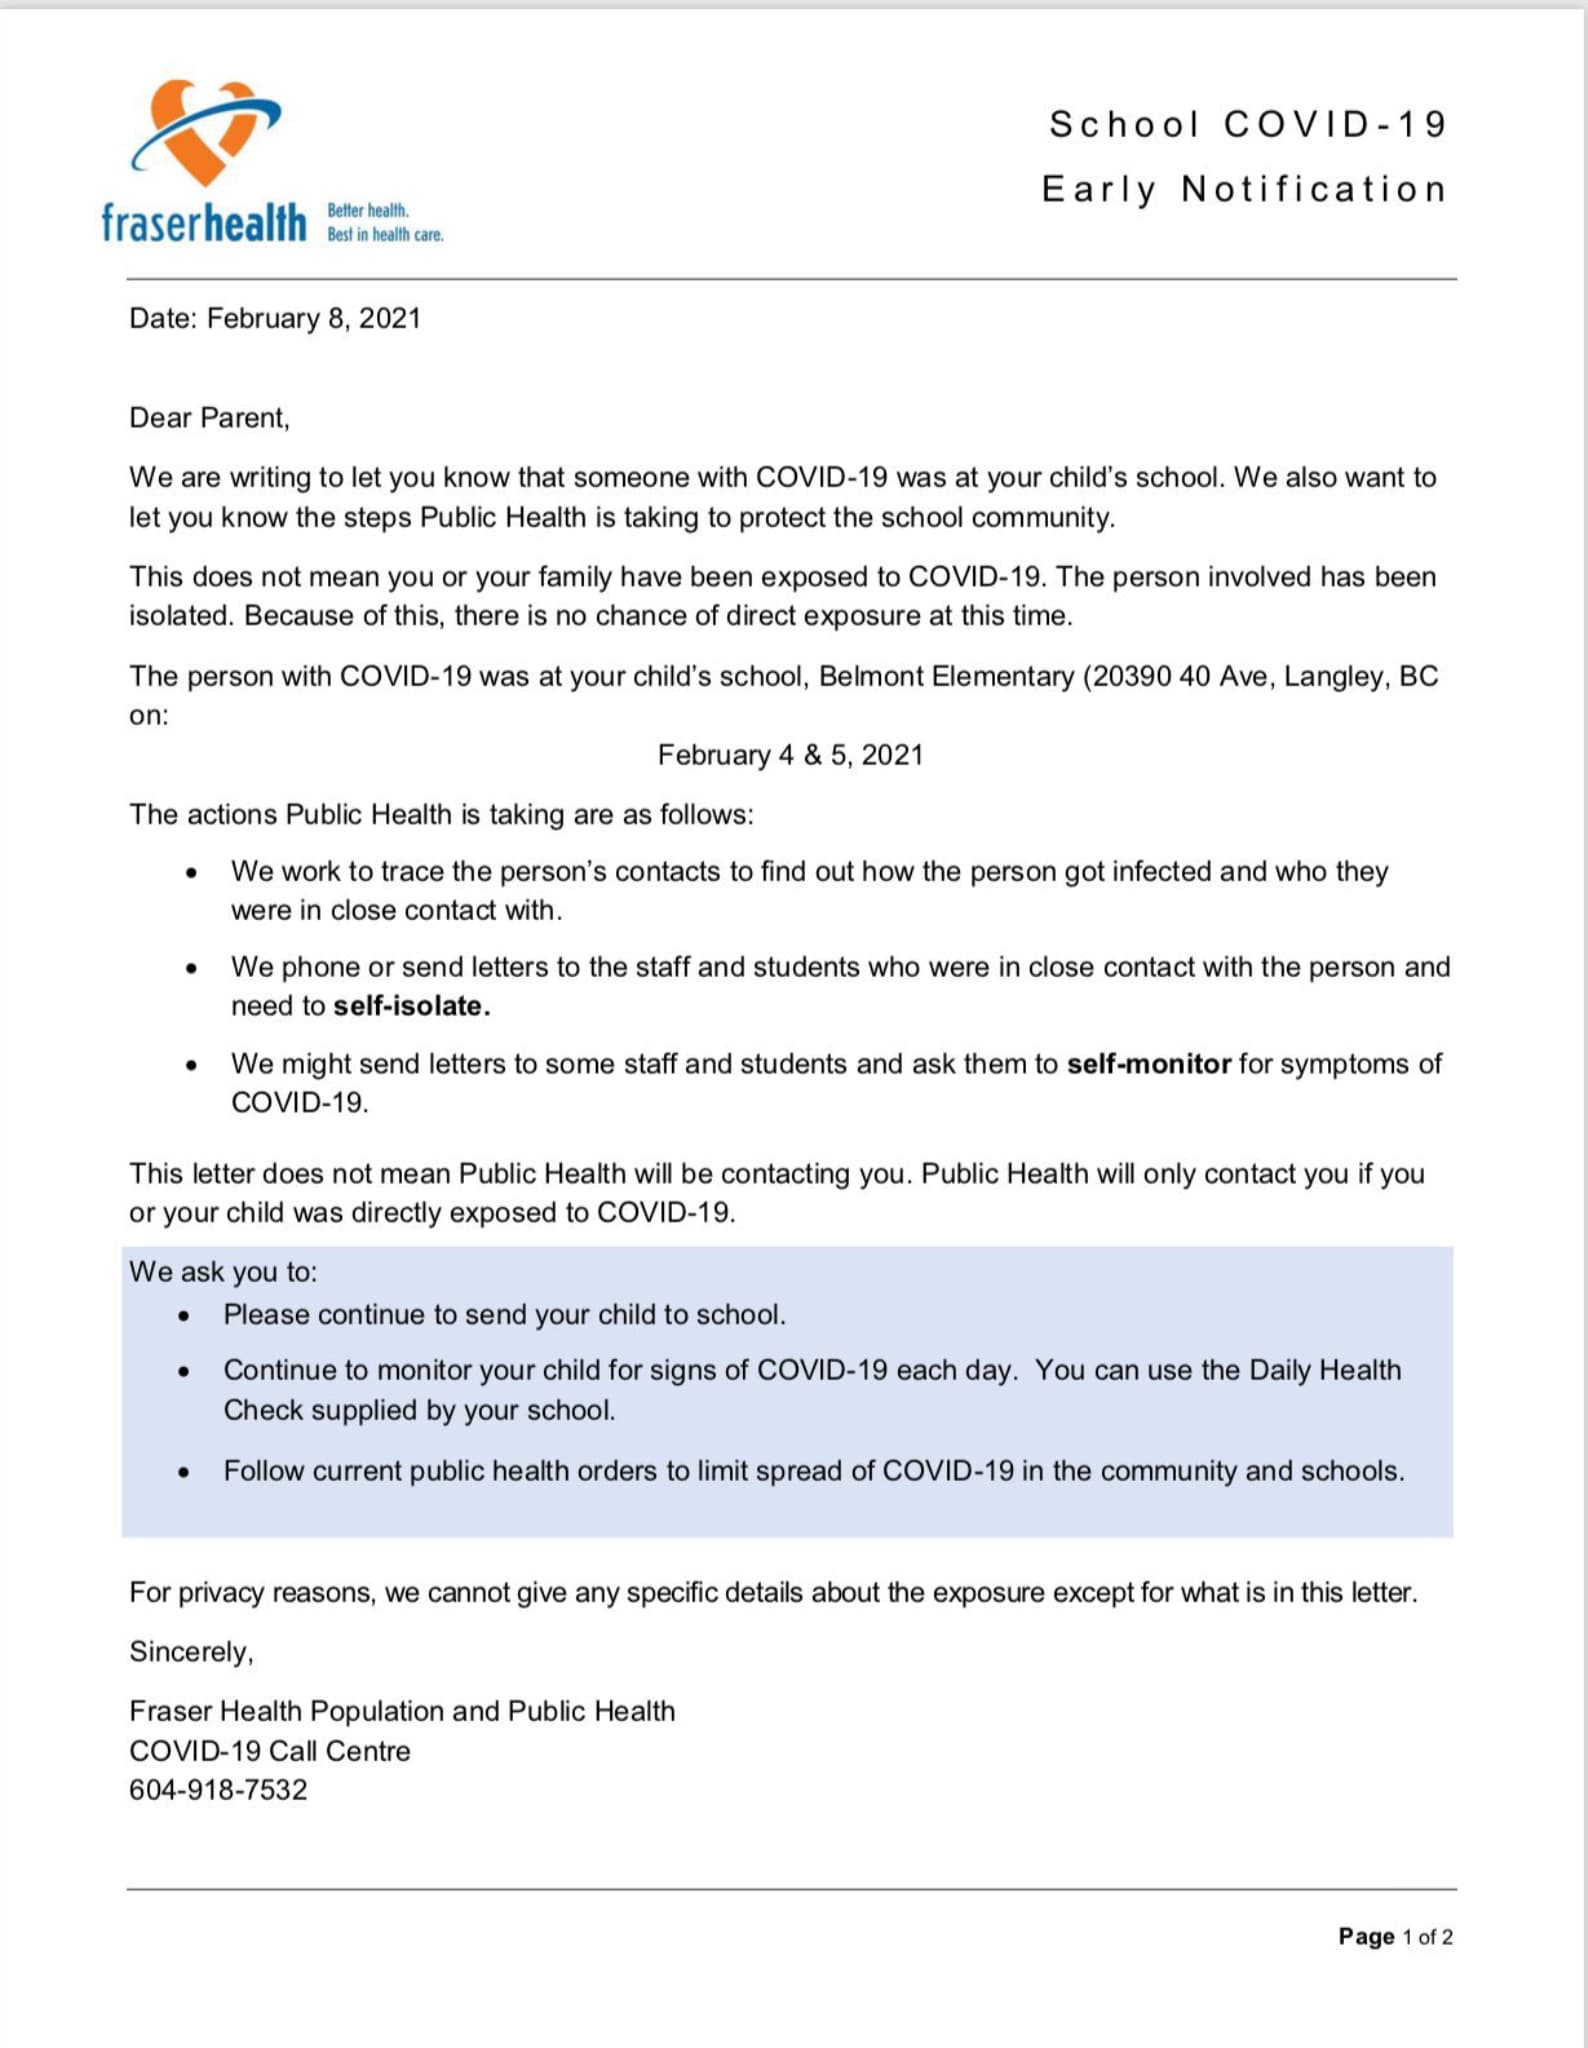 fraserhealth
Better health.
Best in health care.
School COVID-19
Early Notification
Date: February 8, 2021
Dear Parent,
We are writing to let you know that someone with COVID-19 was at your child's school. We also want to
let you know the steps Public Health is taking to protect the school community.
This does not mean you or your family have been exposed to COVID-19. The person involved has been
isolated. Because of this, there is no chance of direct exposure at this time.
The person with COVID-19 was at your child's school, Belmont Elementary (20390 40 Ave, Langley, BC
on:
February 4 & 5, 2021
The actions Public Health is taking are as follows:
• We work to trace the person's contacts to find out how the person got infected and who they
were in close contact with.
• We phone or send letters to the staff and students who were in close contact with the person and
need to self-isolate.
• We might send letters to some staff and students and ask them to self-monitor for symptoms of
COVID-19.
This letter does not mean Public Health will be contacting you. Public Health will only contact you if you
or your child was directly exposed to COVID-19.
We ask you to:
• Please continue to send your child to school.
• Continue to monitor your child for signs of COVID-19 each day.  You can use the Daily Health
Check supplied by your school.
• Follow current public health orders to limit spread of COVID-19 in the community and schools.
For privacy reasons, we cannot give any specific details about the exposure except for what is in this letter.
Sincerely,
Fraser Health Population and Public Health
COVID-19 Call Centre
604-918-7532
Page 1 of 2